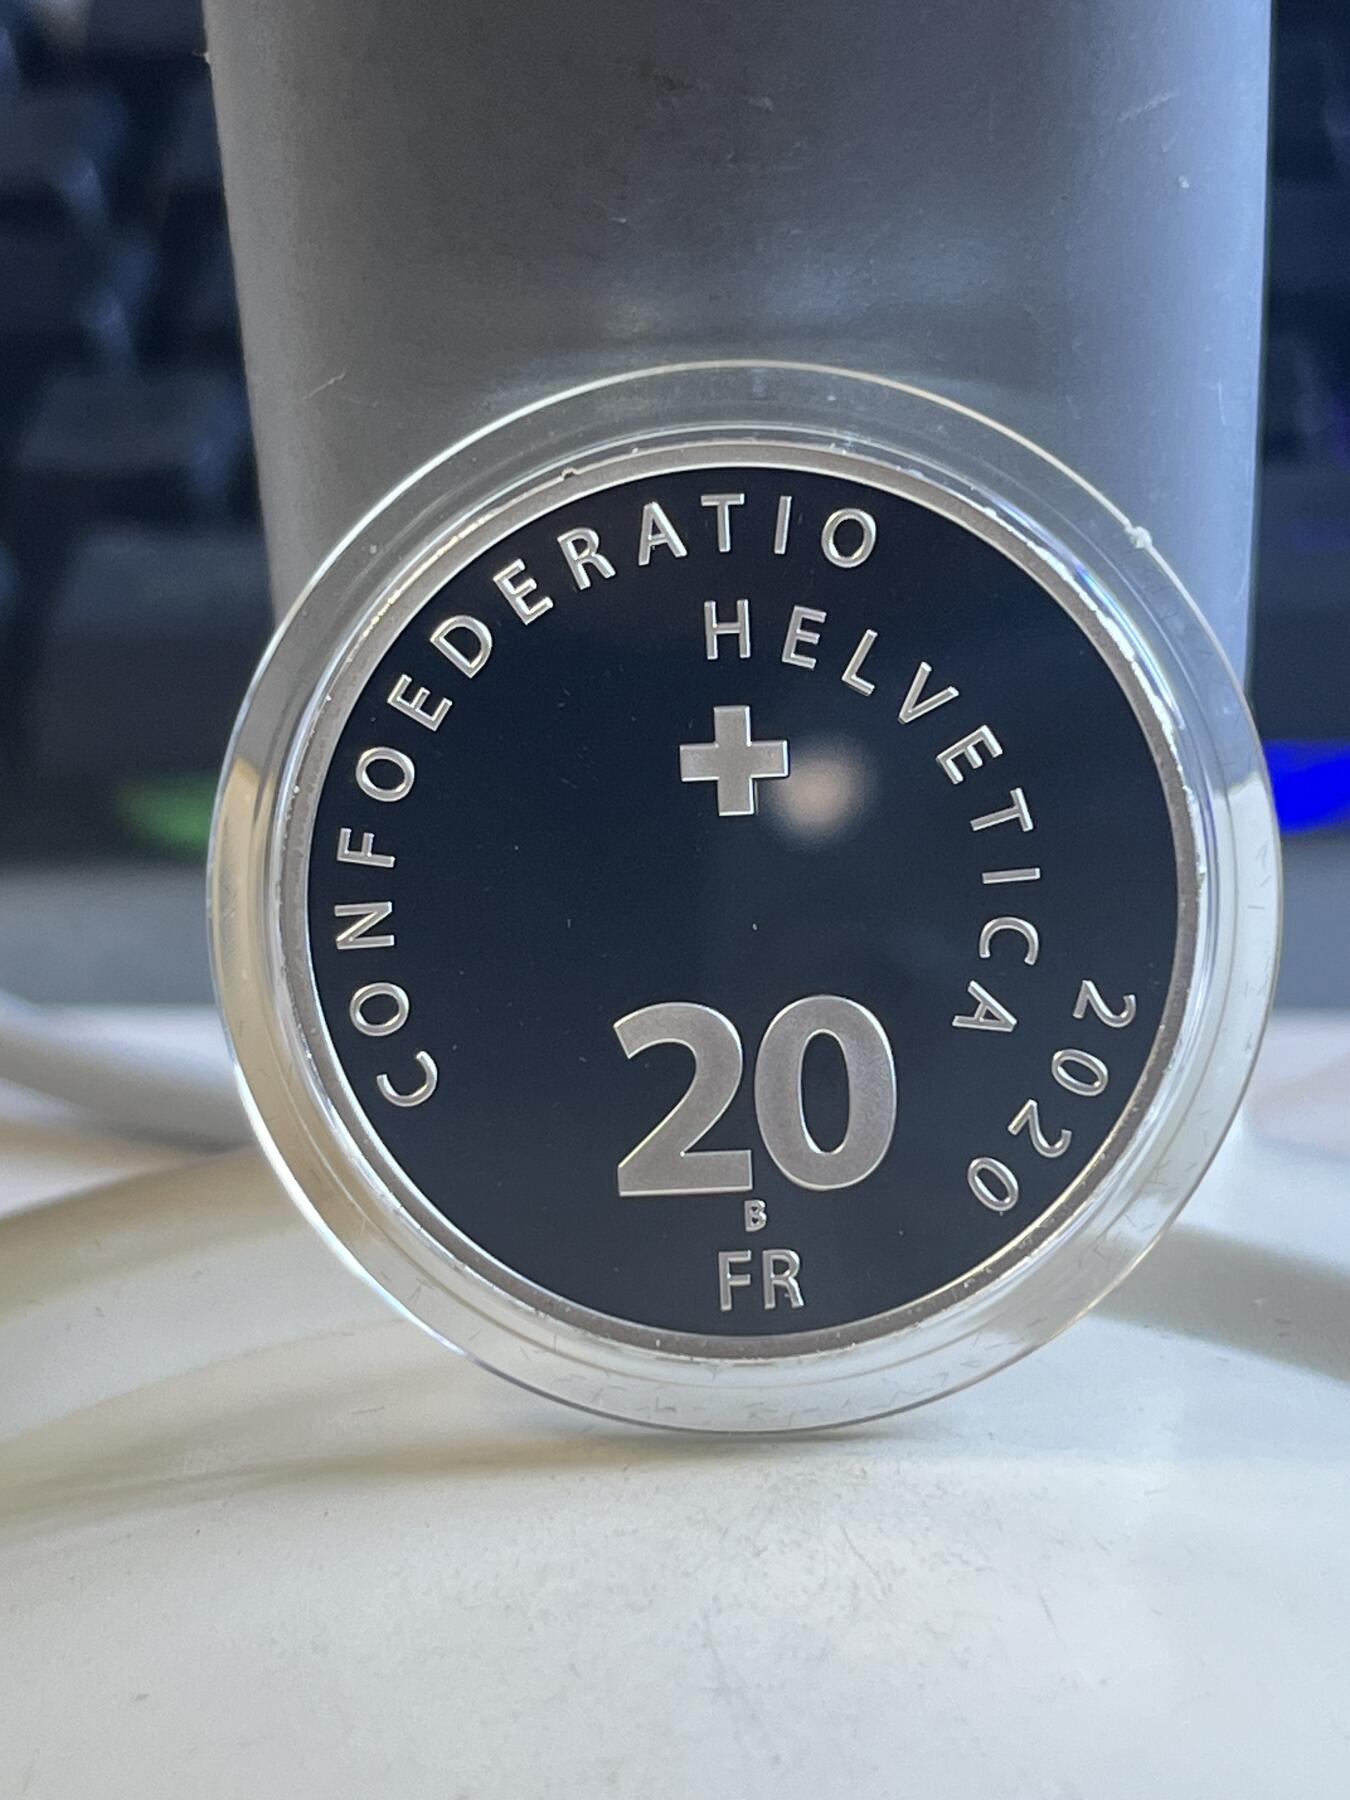 CONFOEDERATIO
HELVETICA
2020
20
B
FR